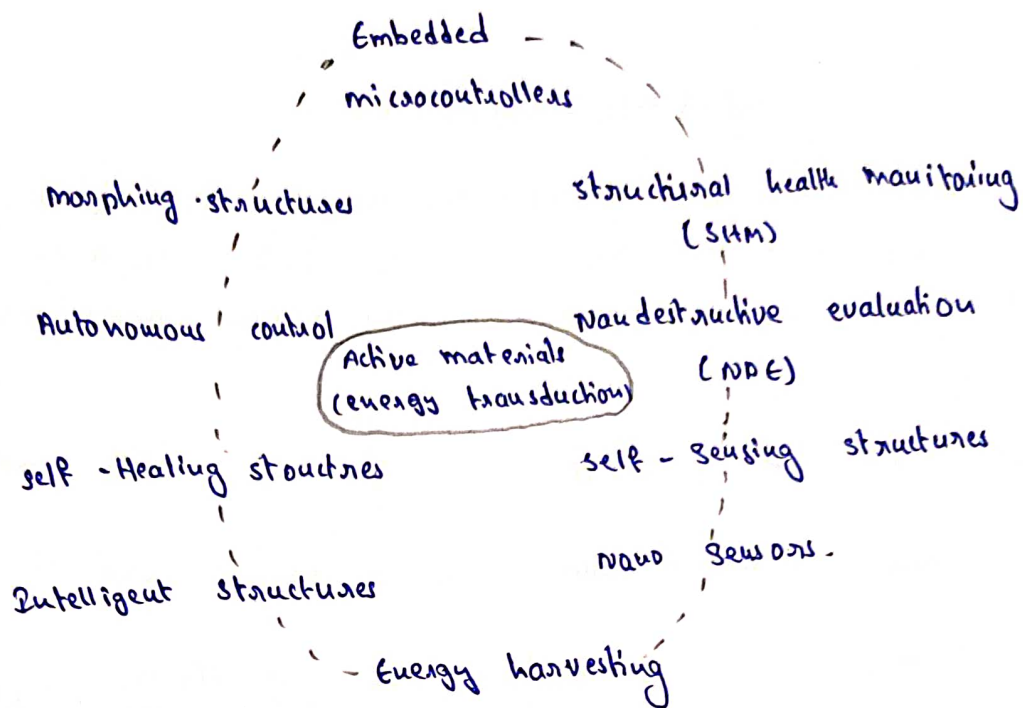 Embedded
microcontrollers
morphing structures
structural health monitoring
(SHM)
Autonomous control
Nondestructive evaluation
(NDE)
Active materials
(energy transduction)
self-Healing stouctres
self-sensing structures
Nano sensors.
Intelligent structures
Energy harvesting